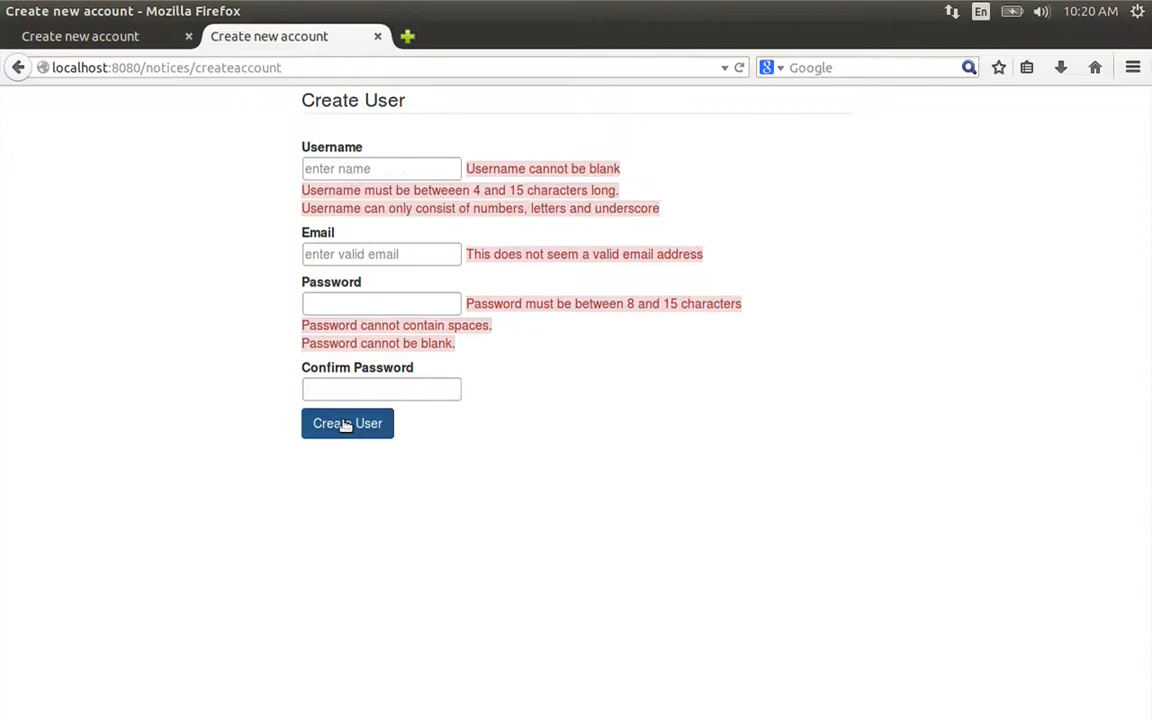 Create new account - Mozilla Firefox
En
10:20 AM
Create new account
Create new account
localhost:8080/notices/createaccount
8
Google
Create User
Username
enter name
Username cannot be blank
Username must be betweeen 4 and 15 characters long.
Username can only consist of numbers, letters and underscore
Email
enter valid email
This does not seem a valid email address
Password
Password must be between 8 and 15 characters
Password cannot contain spaces.
Password cannot be blank.
Confirm Password
Create User